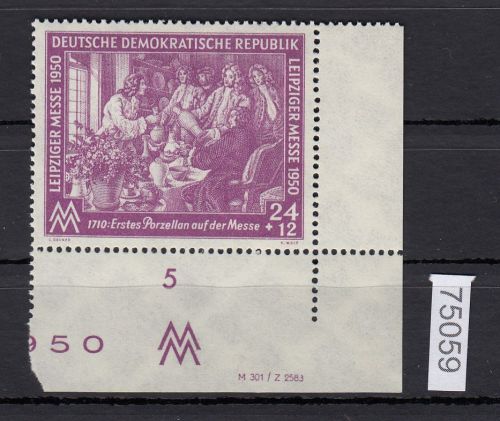 DEUTSCHE DEMOKRATISCHE REPUBLIK
LEIPZIGER MESSE 1950
LEIPZIGER MESSE 1950
MM
1710: Erstes Porzellan auf der Messe
24
+ 12
5
950
MM
M 301 / Z 2583
75059